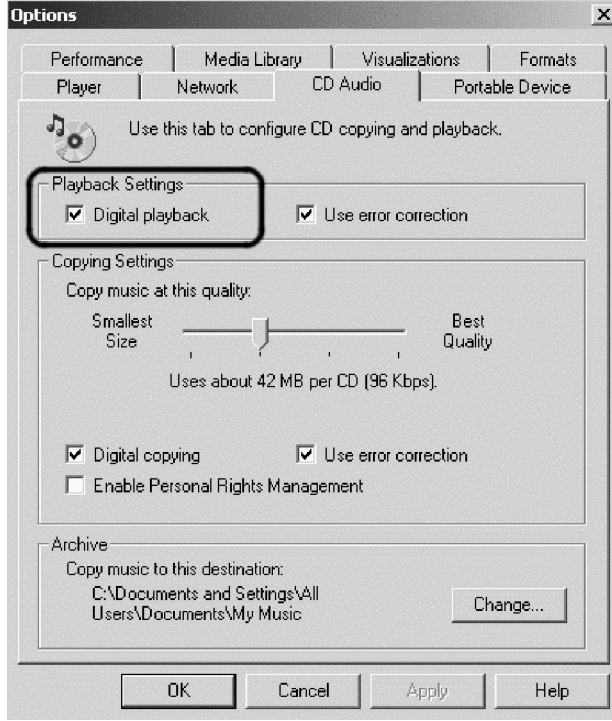 Options
Performance Media Library Visualizations Formats
Player Network CD Audio Portable Device
Use this tab to configure CD copying and playback.
Playback Settings
Digital playback Use error correction
Copying Settings
Copy music at this quality:
Smallest Size Best Quality
Uses about 42 MB per CD (96 Kbps).
Digital copying Use error correction
Enable Personal Rights Management
Archive
Copy music to this destination:
C:\Documents and Settings\All
Users\Documents\My Music
Change...
OK Cancel Apply Help